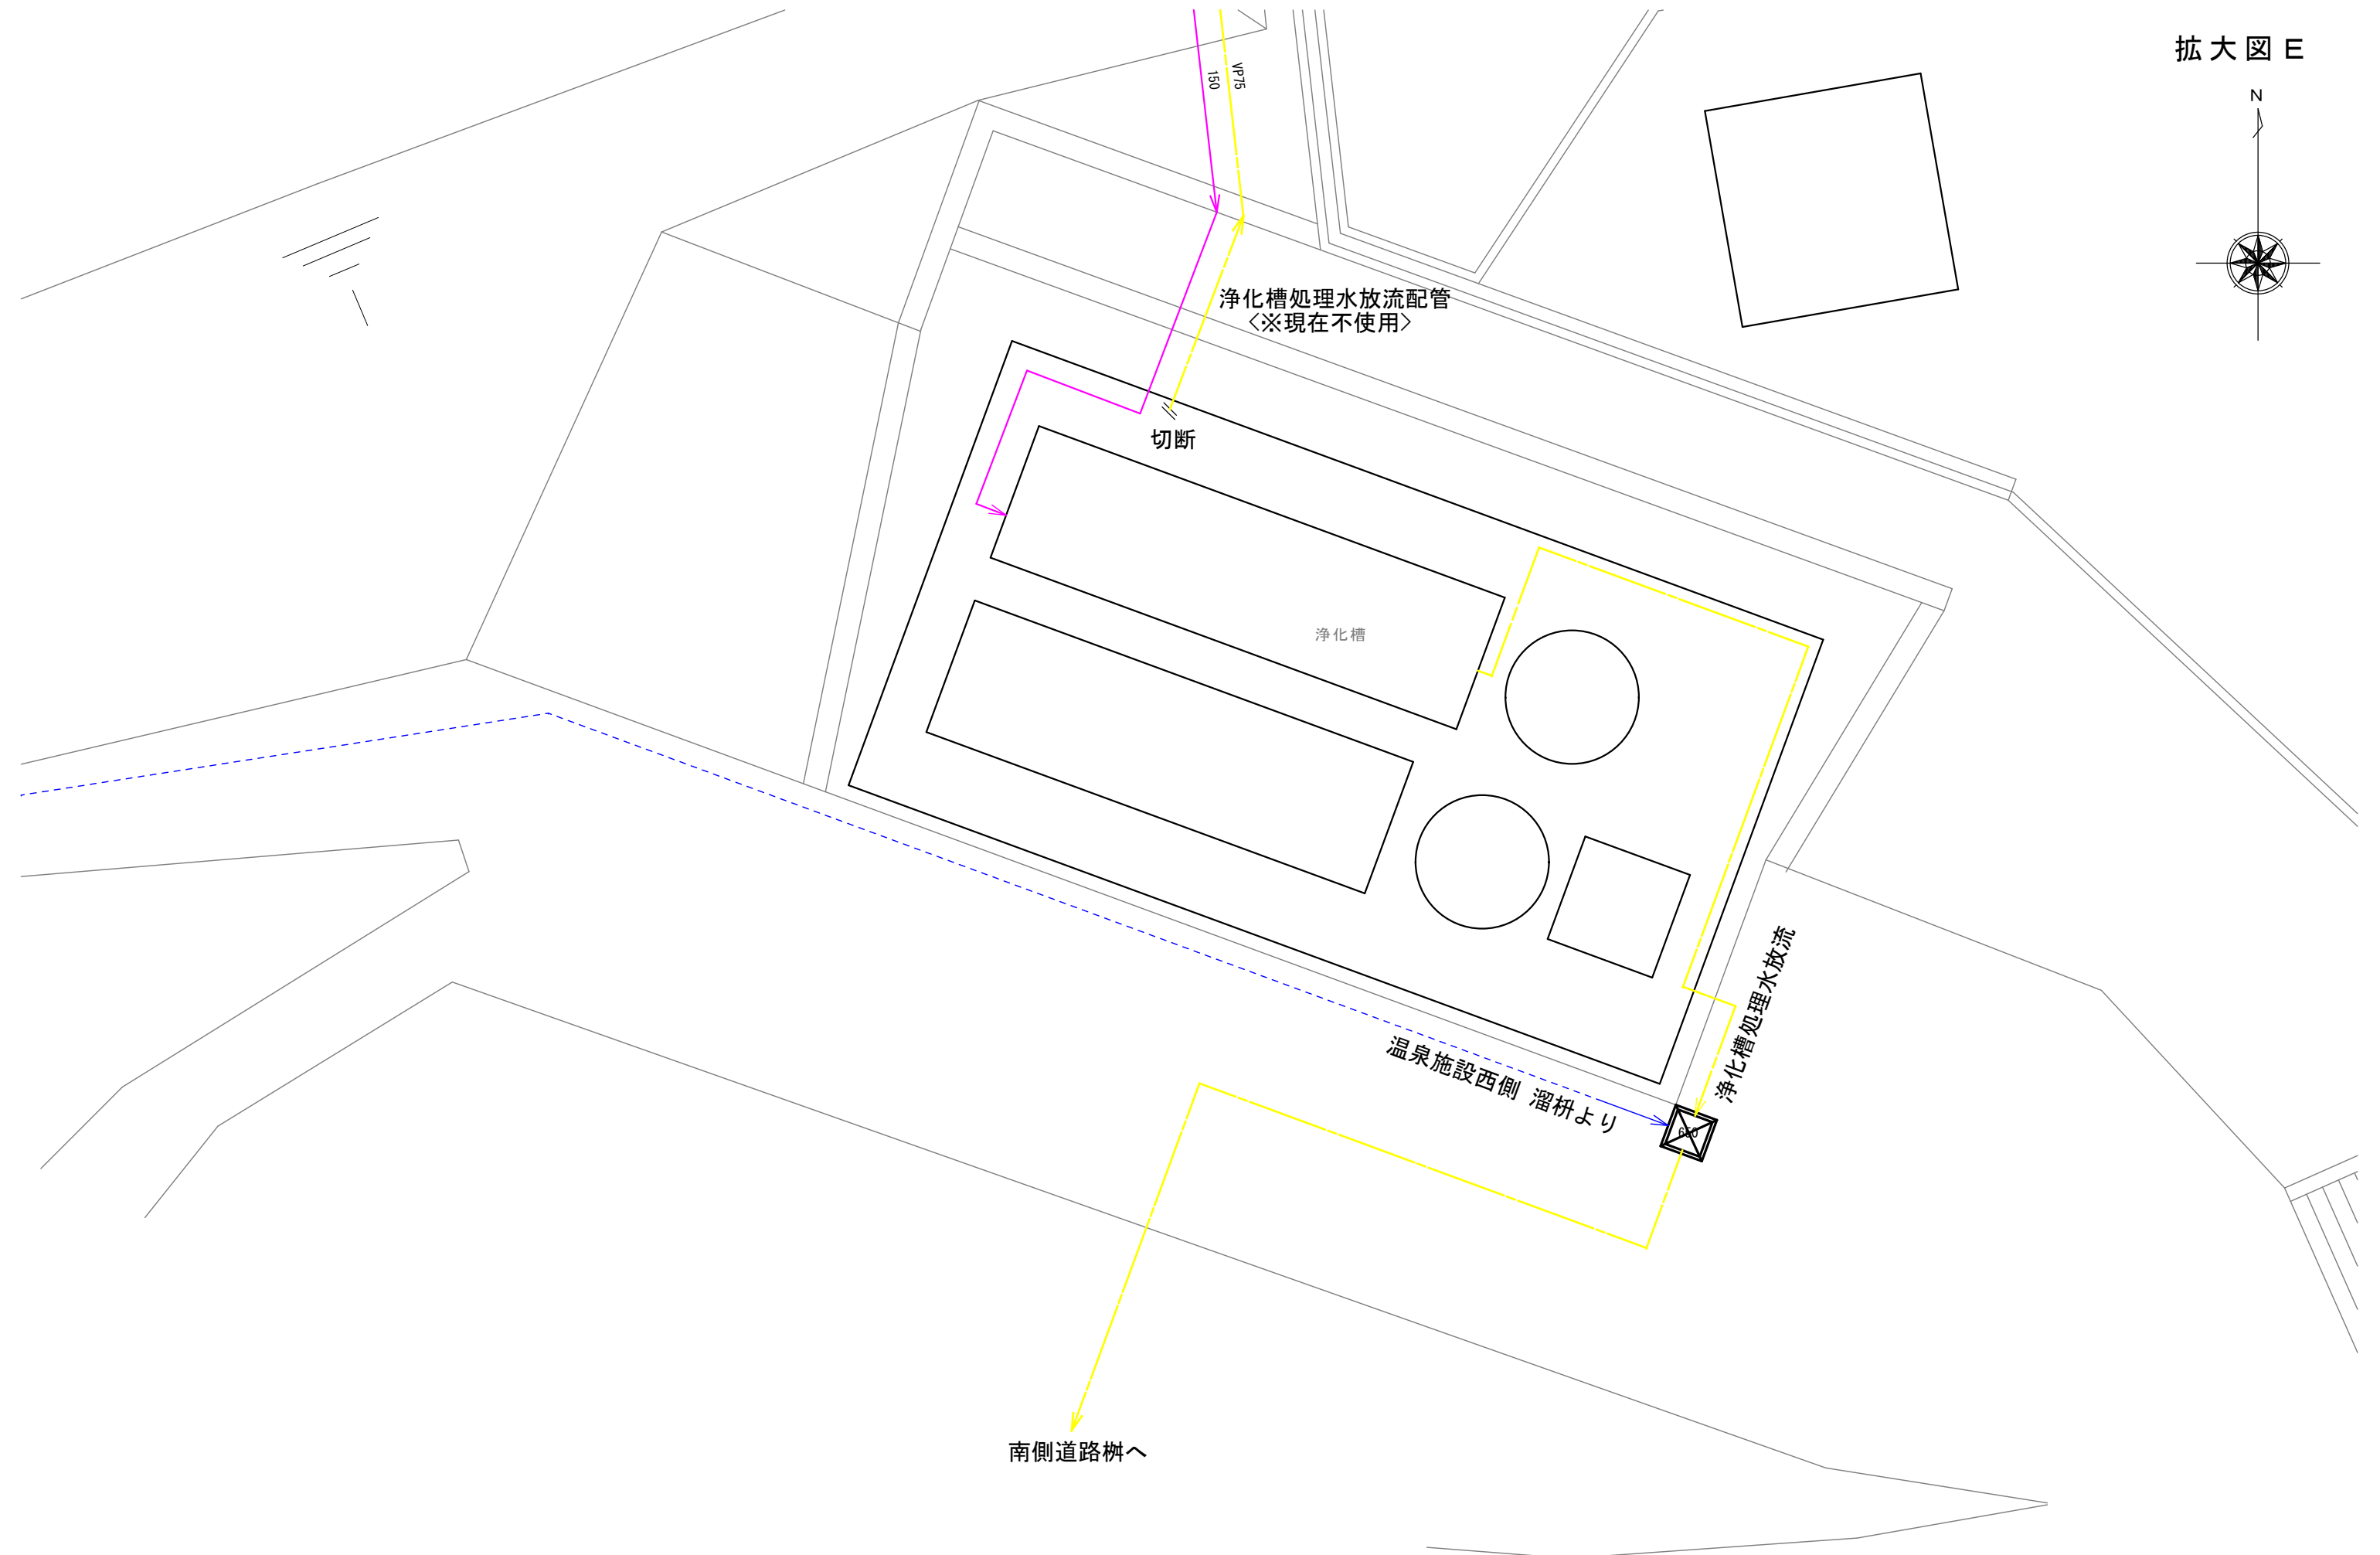 拡大図E
N
150
VP75
浄化槽処理水放流配管
〈※現在不使用〉
切断
浄化槽
浄化槽処理水放流
温泉施設西側 溜枡より
650
南側道路桝へ